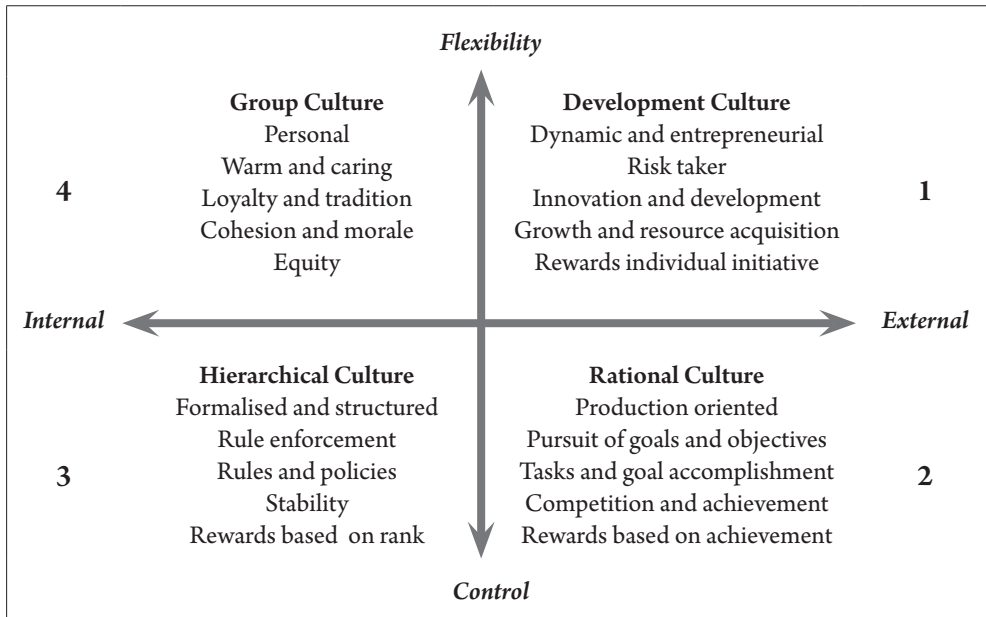 Flexibility
Group Culture
Personal
Warm and caring
Loyalty and tradition
Cohesion and morale
Equity
4
Development Culture
Dynamic and entrepreneurial
Risk taker
Innovation and development
Growth and resource acquisition
Rewards individual initiative
1
Internal
External
Hierarchical Culture
Formalised and structured
Rule enforcement
Rules and policies
Stability
Rewards based on rank
3
Rational Culture
Production oriented
Pursuit of goals and objectives
Tasks and goal accomplishment
Competition and achievement
Rewards based on achievement
2
Control